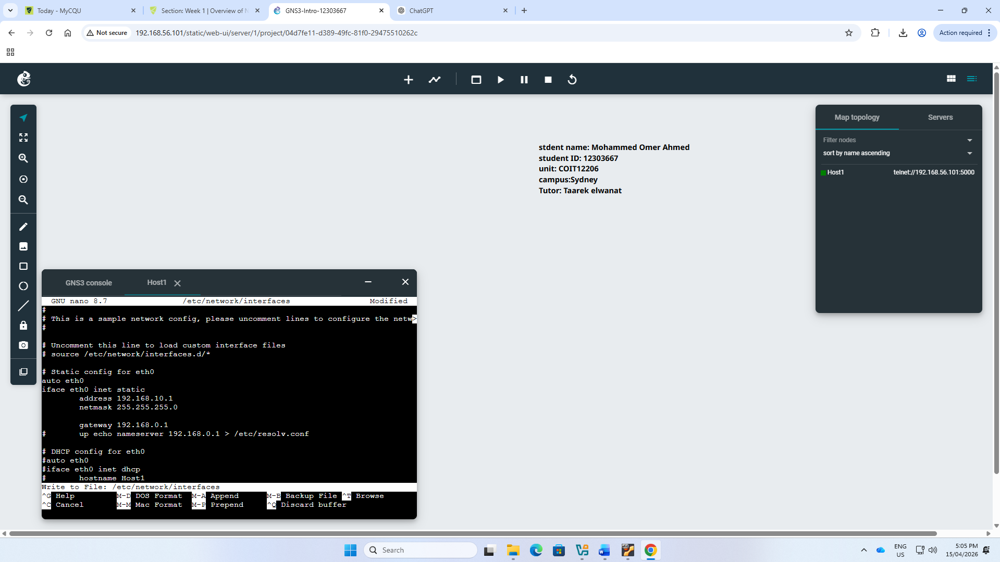 Today - MyCQU
Section: Week 1 | Overview of N
GNS3-Intro-12303667
ChatGPT
Not secure
192.168.56.101/static/web-ui/server/1/project/04d7fe11-d389-49fc-81f0-29475510262c
Action required
stdent name: Mohammed Omer Ahmed
student ID: 12303667
unit: COIT12206
campus:Sydney
Tutor: Taarek elwanat
Map topology
Servers
Filter nodes
sort by name ascending
Host1
telnet://192.168.56.101:5000
GNS3 console
Host1
GNU nano 8.7 /etc/network/interfaces Modified
#
# This is a sample network config, please uncomment lines to configure the netw>
#
# Uncomment this line to load custom interface files
# source /etc/network/interfaces.d/*
# Static config for eth0
auto eth0
iface eth0 inet static
address 192.168.10.1
netmask 255.255.255.0
gateway 192.168.0.1
# up echo nameserver 192.168.0.1 > /etc/resolv.conf
# DHCP config for eth0
#auto eth0
#iface eth0 inet dhcp
# hostname Host1
Write to File: /etc/network/interfaces
^G Help M-D DOS Format M-A Append M-B Backup File ^T Browse
^C Cancel M-M Mac Format M-P Prepend ^Q Discard buffer
Search
ENG
US
5:05 PM
15/04/2026